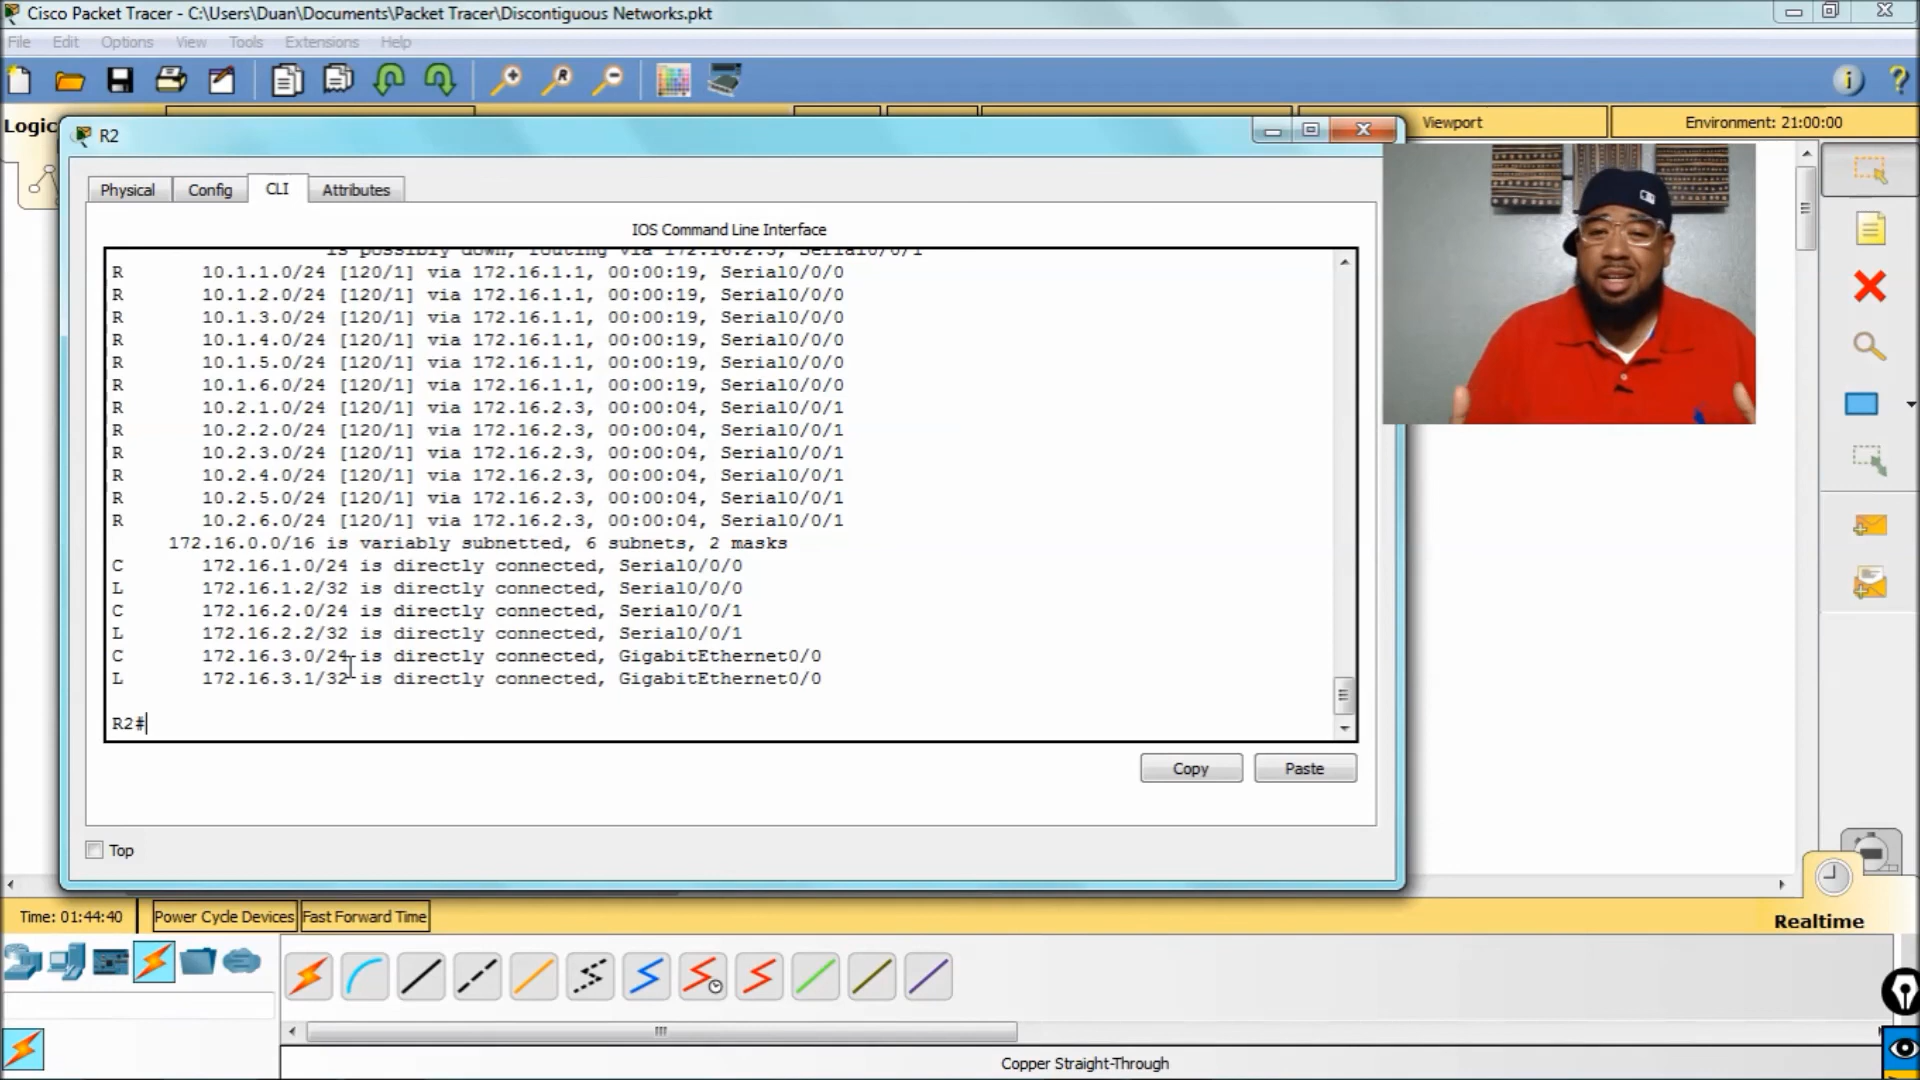 Cisco Packet Tracer - C:\Users\Duan\Documents\Packet Tracer\Discontiguous Networks.pkt
File Edit Options View Tools Extensions Help
Logic
Viewport
Environment: 21:00:00
R2
Physical Config CLI Attributes
IOS Command Line Interface
is possibly down, routing via 172.16.2.3, Serial0/0/1
R 10.1.1.0/24 [120/1] via 172.16.1.1, 00:00:19, Serial0/0/0
R 10.1.2.0/24 [120/1] via 172.16.1.1, 00:00:19, Serial0/0/0
R 10.1.3.0/24 [120/1] via 172.16.1.1, 00:00:19, Serial0/0/0
R 10.1.4.0/24 [120/1] via 172.16.1.1, 00:00:19, Serial0/0/0
R 10.1.5.0/24 [120/1] via 172.16.1.1, 00:00:19, Serial0/0/0
R 10.1.6.0/24 [120/1] via 172.16.1.1, 00:00:19, Serial0/0/0
R 10.2.1.0/24 [120/1] via 172.16.2.3, 00:00:04, Serial0/0/1
R 10.2.2.0/24 [120/1] via 172.16.2.3, 00:00:04, Serial0/0/1
R 10.2.3.0/24 [120/1] via 172.16.2.3, 00:00:04, Serial0/0/1
R 10.2.4.0/24 [120/1] via 172.16.2.3, 00:00:04, Serial0/0/1
R 10.2.5.0/24 [120/1] via 172.16.2.3, 00:00:04, Serial0/0/1
R 10.2.6.0/24 [120/1] via 172.16.2.3, 00:00:04, Serial0/0/1
172.16.0.0/16 is variably subnetted, 6 subnets, 2 masks
C 172.16.1.0/24 is directly connected, Serial0/0/0
L 172.16.1.2/32 is directly connected, Serial0/0/0
C 172.16.2.0/24 is directly connected, Serial0/0/1
L 172.16.2.2/32 is directly connected, Serial0/0/1
C 172.16.3.0/24 is directly connected, GigabitEthernet0/0
L 172.16.3.1/32 is directly connected, GigabitEthernet0/0
R2#
Copy Paste
Top
Time: 01:44:40 Power Cycle Devices Fast Forward Time
Realtime
Copper Straight-Through